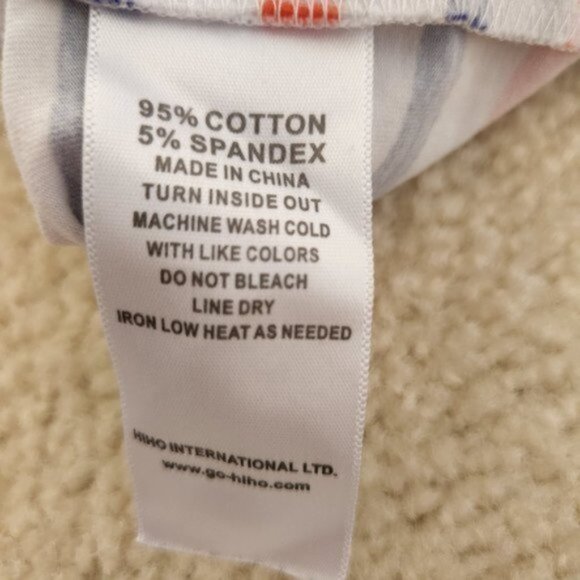 95% COTTON
5% SPANDEX
MADE IN CHINA
TURN INSIDE OUT
MACHINE WASH COLD
WITH LIKE COLORS
DO NOT BLEACH
LINE DRY
IRON LOW HEAT AS NEEDED
HIHO INTERNATIONAL LTD.
www.go-hiho.com